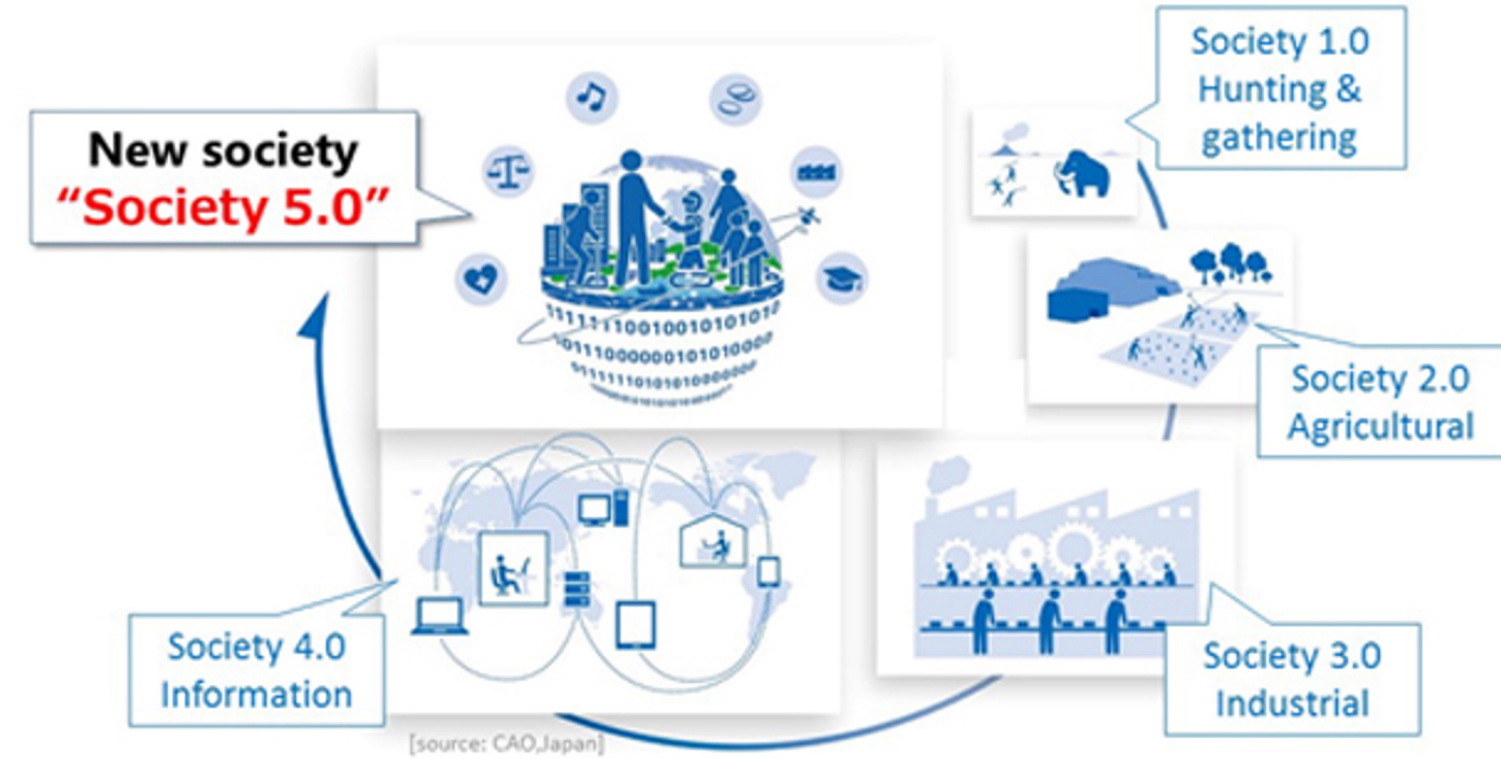 New society
“Society 5.0”
Society 1.0
Hunting &
gathering
Society 2.0
Agricultural
Society 3.0
Industrial
Society 4.0
Information
[source: CAO,Japan]